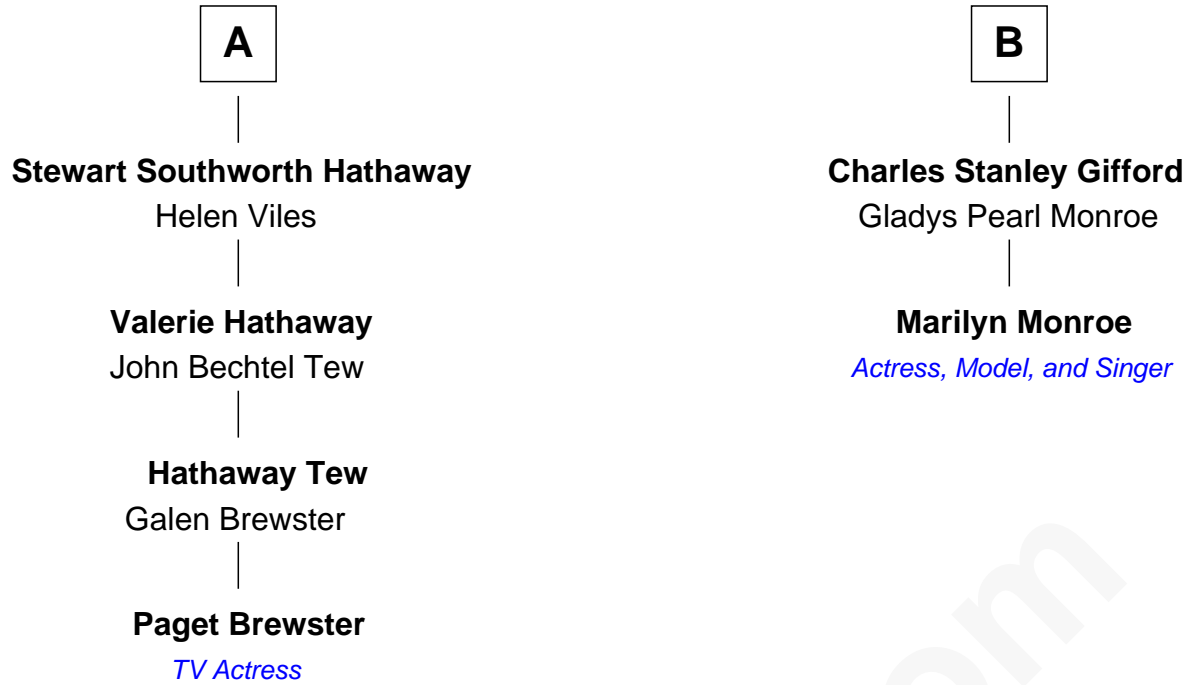 A
Stewart Southworth Hathaway
Helen Viles
Valerie Hathaway
John Bechtel Tew
Hathaway Tew
Galen Brewster
Paget Brewster
TV Actress
B
Charles Stanley Gifford
Gladys Pearl Monroe
Marilyn Monroe
Actress, Model, and Singer
om